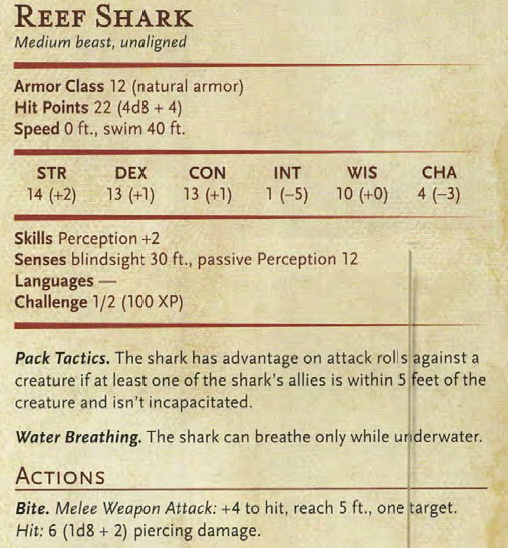 REEF SHARK
Medium beast, unaligned
Armor Class 12 (natural armor)
Hit Points 22 (4d8 + 4)
Speed 0 ft., swim 40 ft.
STR DEX CON INT WIS CHA
14 (+2) 13 (+1) 13 (+1) 1 (−5) 10 (+0) 4 (−3)
Skills Perception +2
Senses blindsight 30 ft., passive Perception 12
Languages —
Challenge 1/2 (100 XP)
Pack Tactics. The shark has advantage on attack rolls against a
creature if at least one of the shark's allies is within 5 feet of the
creature and isn't incapacitated.
Water Breathing. The shark can breathe only while underwater.
ACTIONS
Bite. Melee Weapon Attack: +4 to hit, reach 5 ft., one target.
Hit: 6 (1d8 + 2) piercing damage.